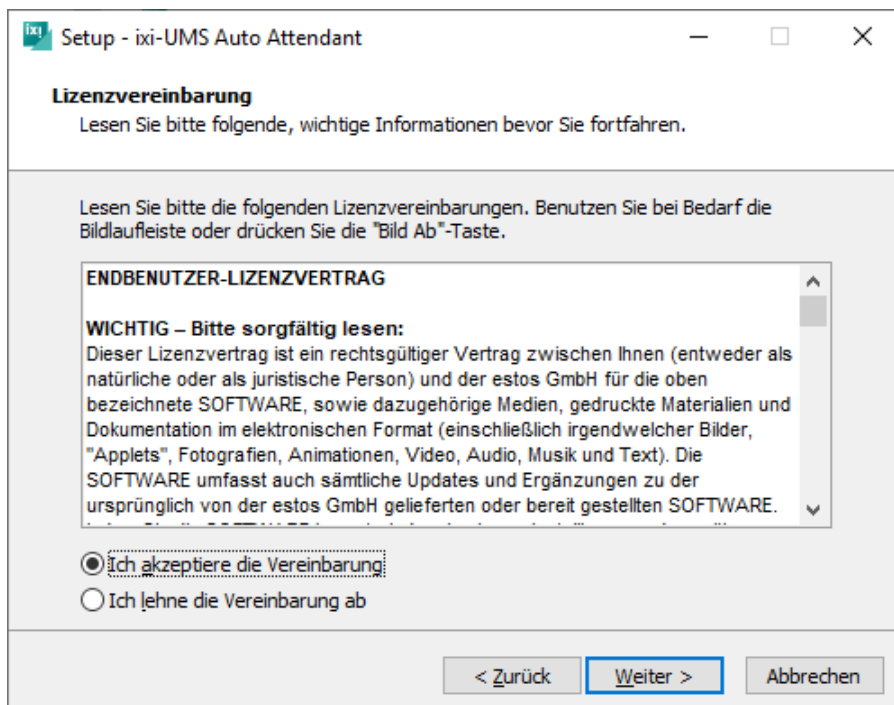 ixi
Setup - ixi-UMS Auto Attendant
Lizenzvereinbarung
Lesen Sie bitte folgende, wichtige Informationen bevor Sie fortfahren.
Lesen Sie bitte die folgenden Lizenzvereinbarungen. Benutzen Sie bei Bedarf die
Bildlaufleiste oder drücken Sie die "Bild Ab"-Taste.
ENDBENUTZER-LIZENZVERTRAG
WICHTIG – Bitte sorgfältig lesen:
Dieser Lizenzvertrag ist ein rechtsgültiger Vertrag zwischen Ihnen (entweder als
natürliche oder als juristische Person) und der estos GmbH für die oben
bezeichnete SOFTWARE, sowie dazugehörige Medien, gedruckte Materialien und
Dokumentation im elektronischen Format (einschließlich irgendwelcher Bilder,
"Applets", Fotografien, Animationen, Video, Audio, Musik und Text). Die
SOFTWARE umfasst auch sämtliche Updates und Ergänzungen zu der
ursprünglich von der estos GmbH gelieferten oder bereit gestellten SOFTWARE.
Ich akzeptiere die Vereinbarung
Ich lehne die Vereinbarung ab
< Zurück
Weiter >
Abbrechen